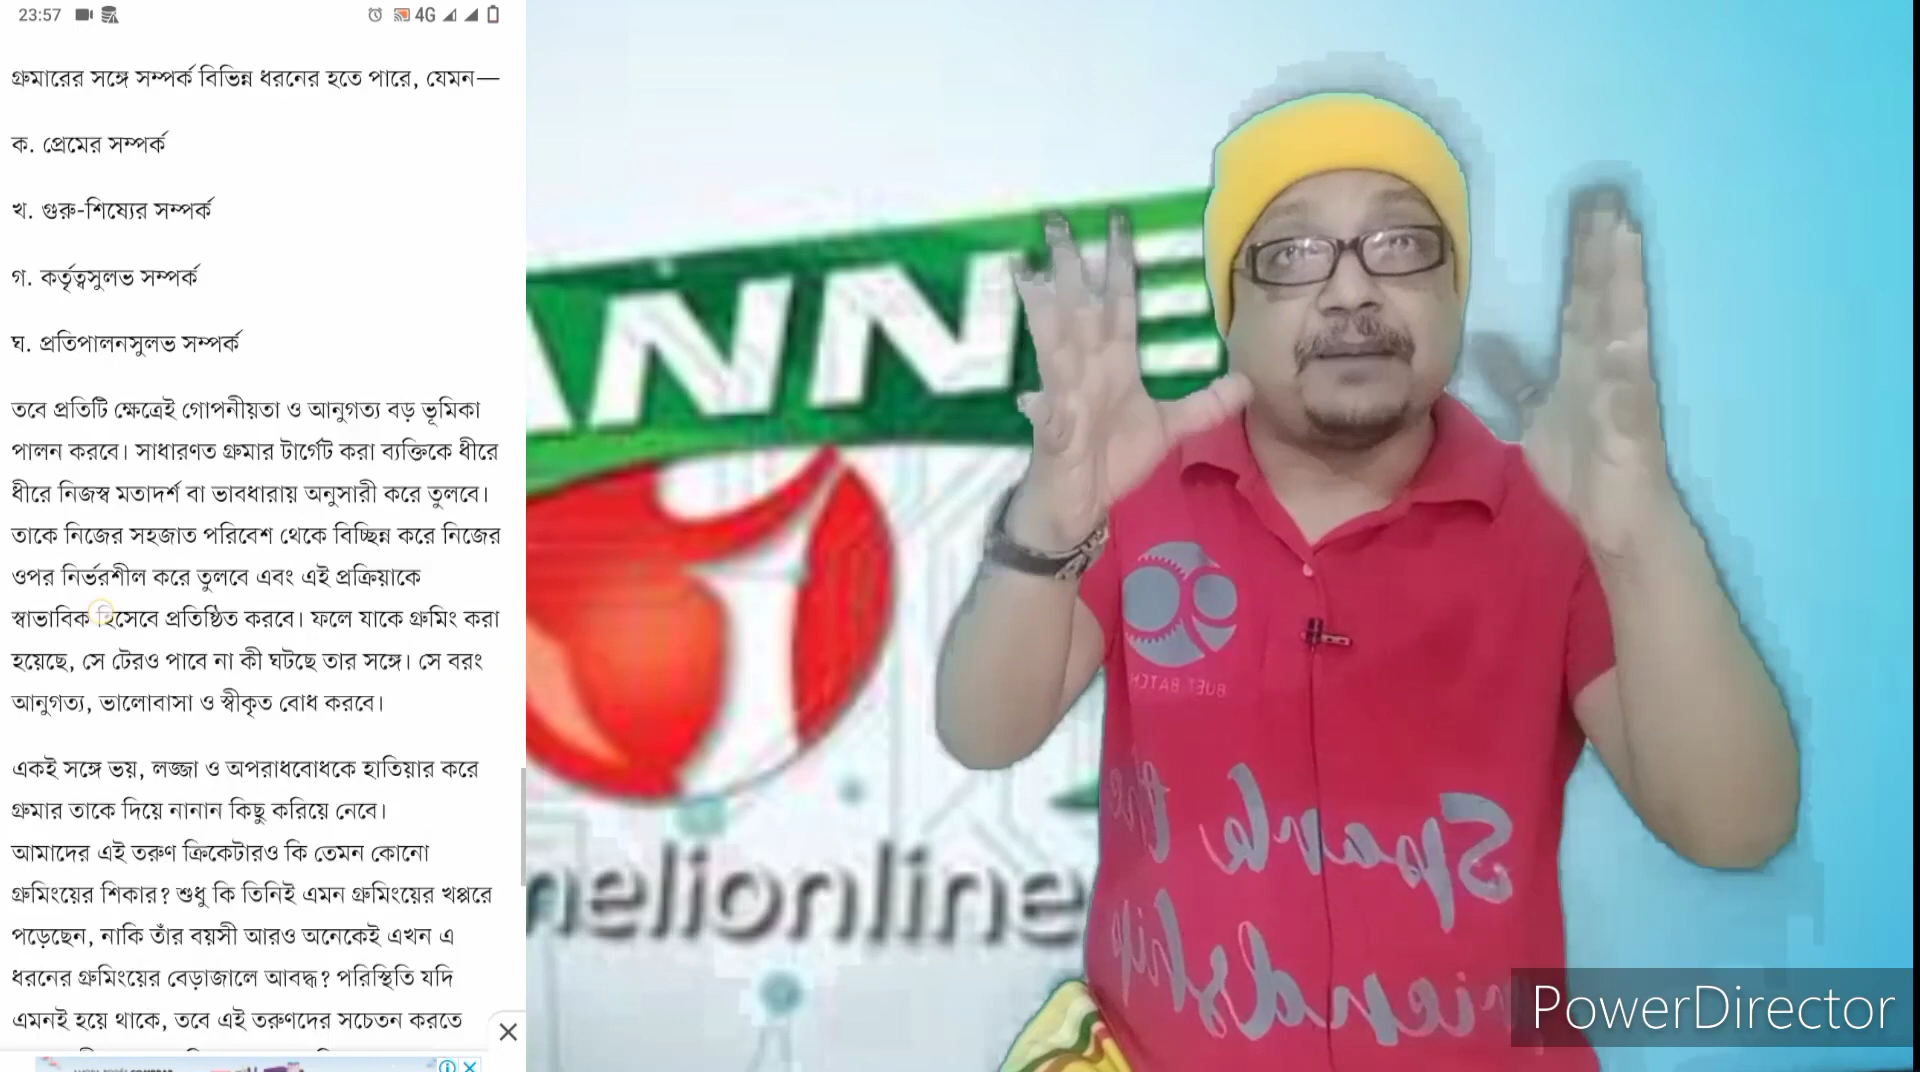 23:57
4G
গ্রুমারের সঙ্গে সম্পর্ক বিভিন্ন ধরনের হতে পারে, যেমন—
ক. প্রেমের সম্পর্ক
খ. গুরু-শিষ্যের সম্পর্ক
গ. কর্তৃত্বসুলভ সম্পর্ক
ঘ. প্রতিপালনসুলভ সম্পর্ক
তবে প্রতিটি ক্ষেত্রেই গোপনীয়তা ও আনুগত্য বড় ভূমিকা
পালন করবে। সাধারণত গ্রুমার টার্গেট করা ব্যক্তিকে ধীরে
ধীরে নিজস্ব মতাদর্শ বা ভাবধারায় অনুসারী করে তুলবে।
তাকে নিজের সহজাত পরিবেশ থেকে বিচ্ছিন্ন করে নিজের
ওপর নির্ভরশীল করে তুলবে এবং এই প্রক্রিয়াকে
স্বাভাবিক হিসেবে প্রতিষ্ঠিত করবে। ফলে যাকে গ্রুমিং করা
হয়েছে, সে টেরও পাবে না কী ঘটছে তার সঙ্গে। সে বরং
আনুগত্য, ভালোবাসা ও স্বীকৃত বোধ করবে।
একই সঙ্গে ভয়, লজ্জা ও অপরাধবোধকে হাতিয়ার করে
গ্রুমার তাকে দিয়ে নানান কিছু করিয়ে নেবে।
আমাদের এই তরুণ ক্রিকেটারও কি তেমন কোনো
গ্রুমিংয়ের শিকার? শুধু কি তিনিই এমন গ্রুমিংয়ের খপ্পরে
পড়েছেন, নাকি তাঁর বয়সী আরও অনেকেই এখন এ
ধরনের গ্রুমিংয়ের বেড়াজালে আবদ্ধ? পরিস্থিতি যদি
এমনই হয়ে থাকে, তবে এই তরুণদের সচেতন করতে
ANNE
i
nelionline
BUET BATCH
Spark the
riendship
PowerDirector